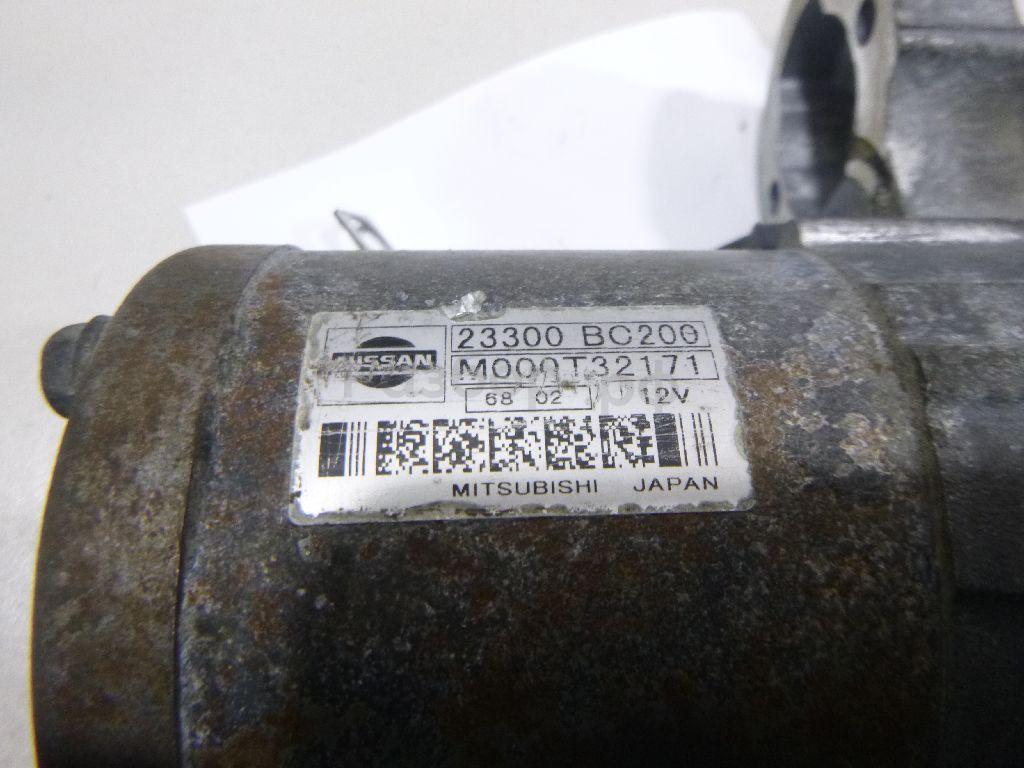 NISSAN
23300 BC200
M000T32171
68 02 12V
MITSUBISHI JAPAN